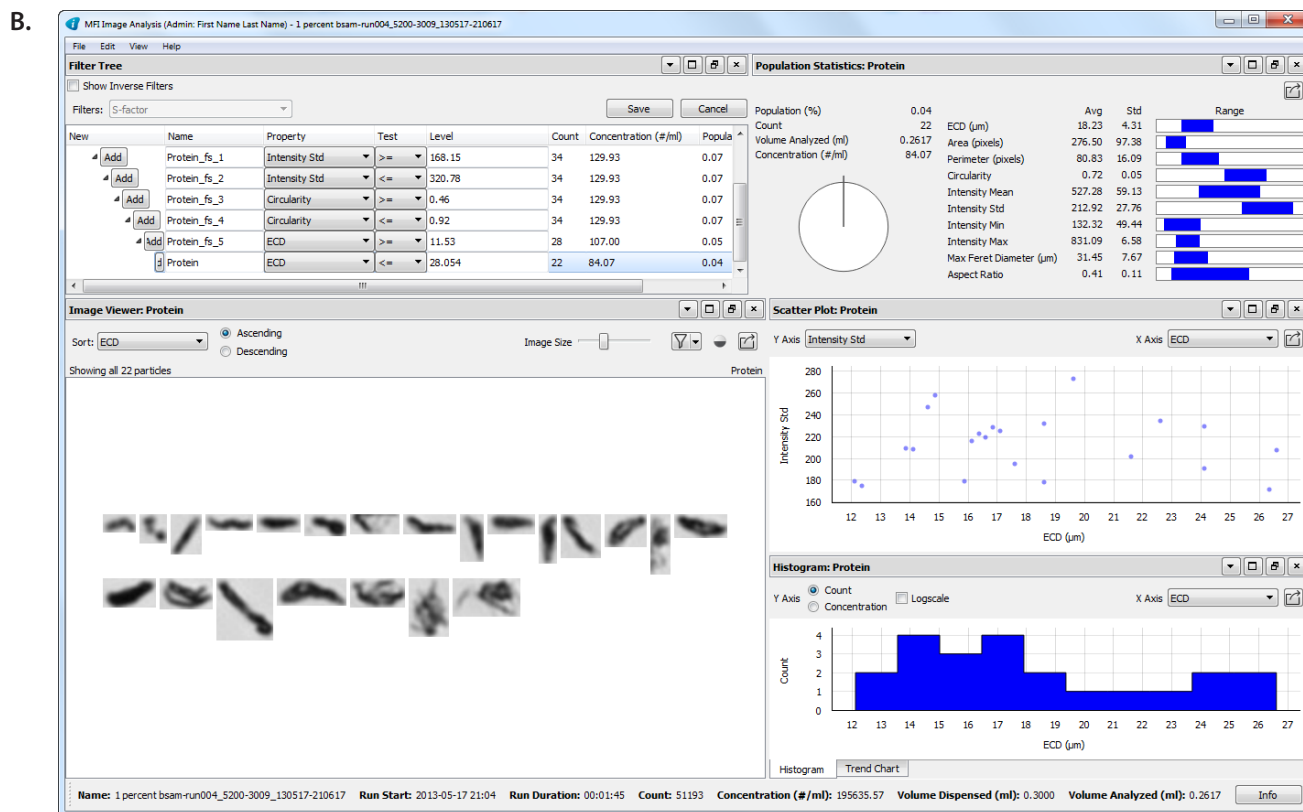 B.
MFI Image Analysis (Admin: First Name Last Name) - 1 percent bsam-run004_5200-3009_130517-210617
File Edit View Help
Filter Tree
Show Inverse Filters
Filters: S-factor Save Cancel
New Name Property Test Level Count Concentration (#/ml) Popula
Add Protein_fs_1 Intensity Std >= 168.15 34 129.93 0.07
Add Protein_fs_2 Intensity Std <= 320.78 34 129.93 0.07
Add Protein_fs_3 Circularity >= 0.46 34 129.93 0.07
Add Protein_fs_4 Circularity <= 0.92 34 129.93 0.07
Add Protein_fs_5 ECD >= 11.53 28 107.00 0.05
Protein ECD <= 28.054 22 84.07 0.04
Population Statistics: Protein
Population (%) 0.04
Count 22
Volume Analyzed (ml) 0.2617
Concentration (#/ml) 84.07
Avg Std Range
ECD (µm) 18.23 4.31
Area (pixels) 276.50 97.38
Perimeter (pixels) 80.83 16.09
Circularity 0.72 0.05
Intensity Mean 527.28 59.13
Intensity Std 212.92 27.76
Intensity Min 132.32 49.44
Intensity Max 831.09 6.58
Max Feret Diameter (µm) 31.45 7.67
Aspect Ratio 0.41 0.11
Image Viewer: Protein
Sort: ECD Ascending Image Size
Descending
Showing all 22 particles Protein
Scatter Plot: Protein
Y Axis Intensity Std X Axis ECD
280
260
240
220
200
180
160
Intensity Std
12 13 14 15 16 17 18 19 20 21 22 23 24 25 26 27
ECD (µm)
Histogram: Protein
Y Axis Count Logscale X Axis ECD
Concentration
4
3
2
1
0
Count
12 13 14 15 16 17 18 19 20 21 22 23 24 25 26 27
ECD (µm)
Histogram Trend Chart
Name: 1 percent bsam-run004_5200-3009_130517-210617 Run Start: 2013-05-17 21:04 Run Duration: 00:01:45 Count: 51193 Concentration (#/ml): 195635.57 Volume Dispensed (ml): 0.3000 Volume Analyzed (ml): 0.2617 Info